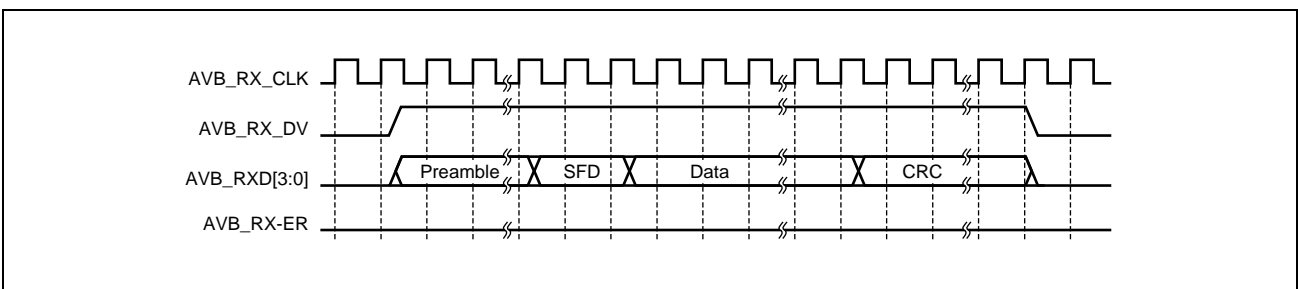 AVB_RX_CLK
AVB_RX_DV
AVB_RXD[3:0] Preamble SFD Data CRC
AVB_RX-ER